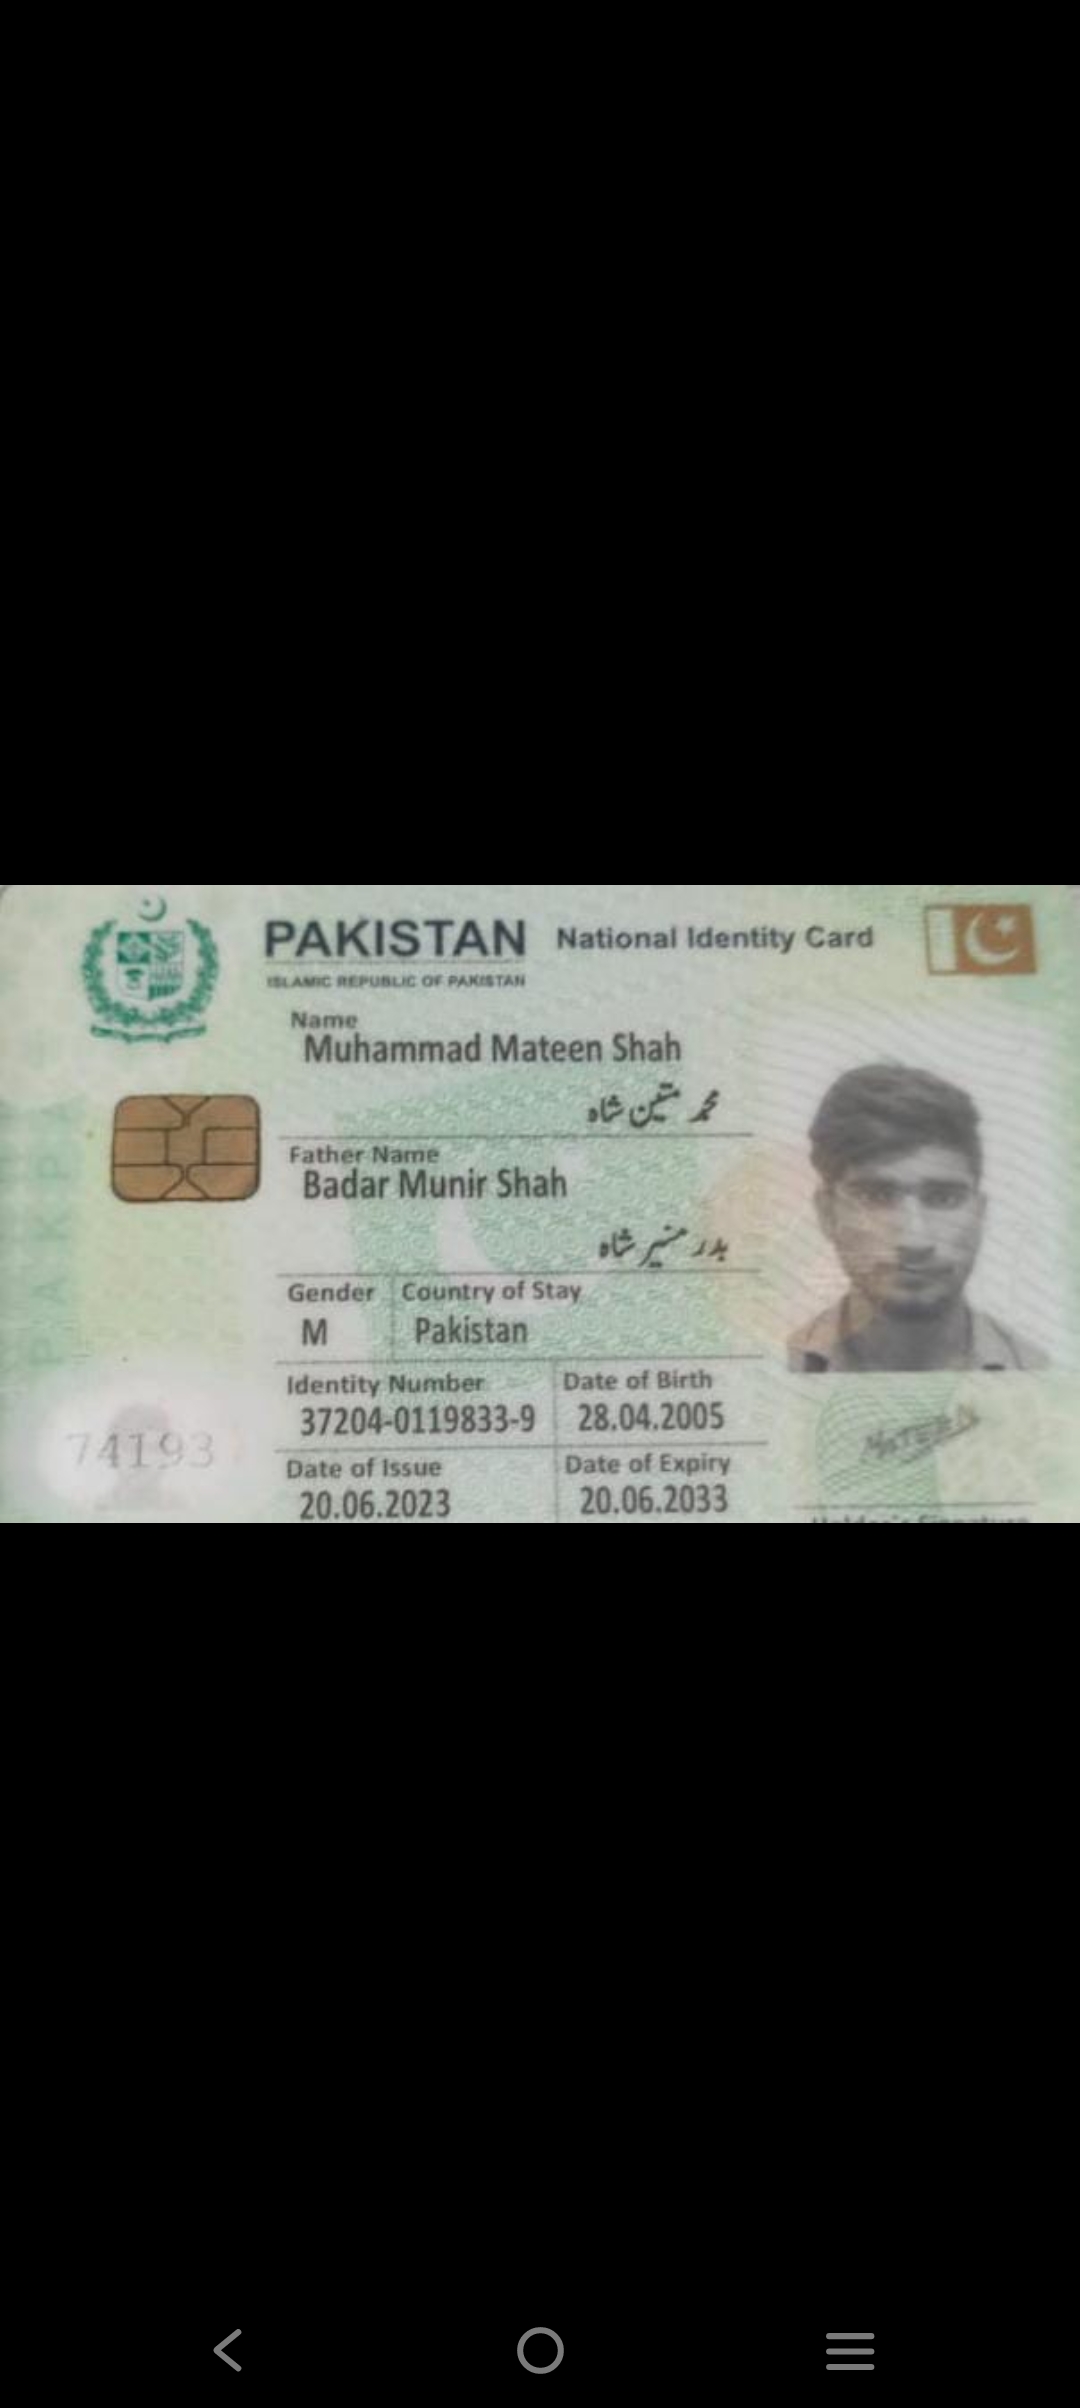 PAKISTAN National Identity Card
ISLAMIC REPUBLIC OF PAKISTAN
Name
Muhammad Mateen Shah
محمد متین شاہ
Father Name
Badar Munir Shah
بدر منیر شاہ
Gender Country of Stay
M Pakistan
Identity Number Date of Birth
37204-0119833-9 28.04.2005
74193
MATEEN
Date of Issue Date of Expiry
20.06.2023 20.06.2033
Holder's Signature